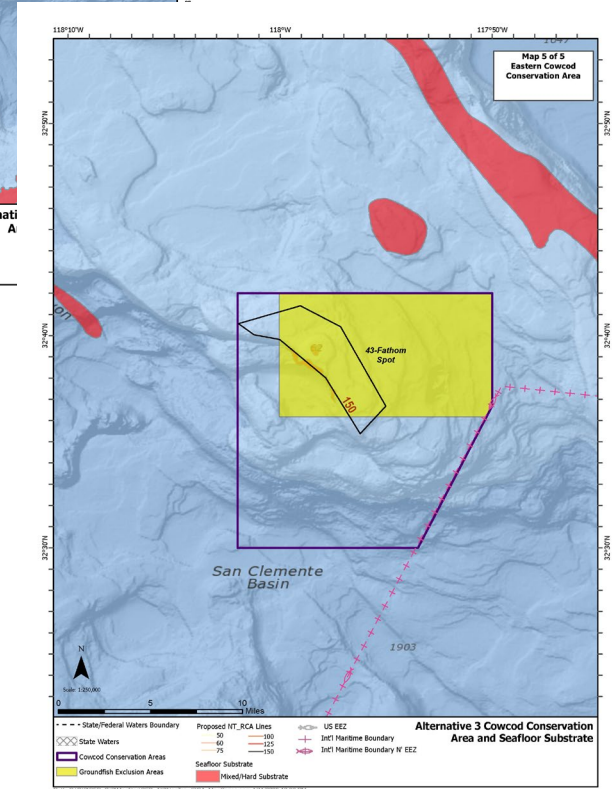 118°10'W 118°W 117°50'W
Map 5 of 5
Eastern Cowcod
Conservation Area
32°50'N 32°50'N
32°40'N 32°40'N
43-Fathom
Spot
150
32°30'N 32°30'N
San Clemente
Basin
1903
N
Scale: 1:250,000
0 5 10
Miles
State/Federal Waters Boundary
State Waters
Cowcod Conservation Areas
Groundfish Exclusion Areas
Proposed NT_RCA Lines
50 100
60 125
75 150
Seafloor Substrate
Mixed/Hard Substrate
US EEZ
Int'l Maritime Boundary
Int'l Maritime Boundary N' EEZ
Alternative 3 Cowcod Conservation
Area and Seafloor Substrate